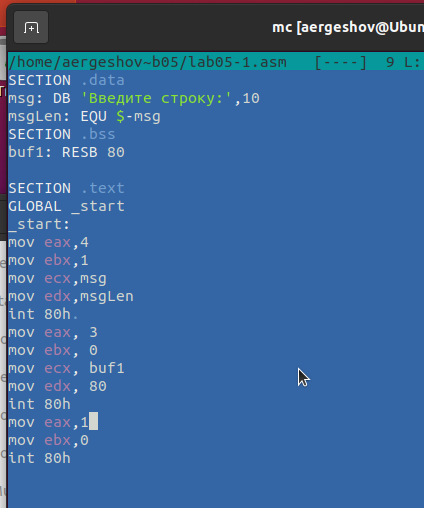 mc [aergeshov@Ubun
/home/aergeshov~b05/lab05-1.asm   [----]  9 L:
SECTION .data
msg: DB 'Введите строку:',10
msgLen: EQU $-msg
SECTION .bss
buf1: RESB 80
SECTION .text
GLOBAL _start
_start:
mov eax,4
mov ebx,1
mov ecx,msg
mov edx,msgLen
int 80h.
mov eax, 3
mov ebx, 0
mov ecx, buf1
mov edx, 80
int 80h
mov eax,1
mov ebx,0
int 80h